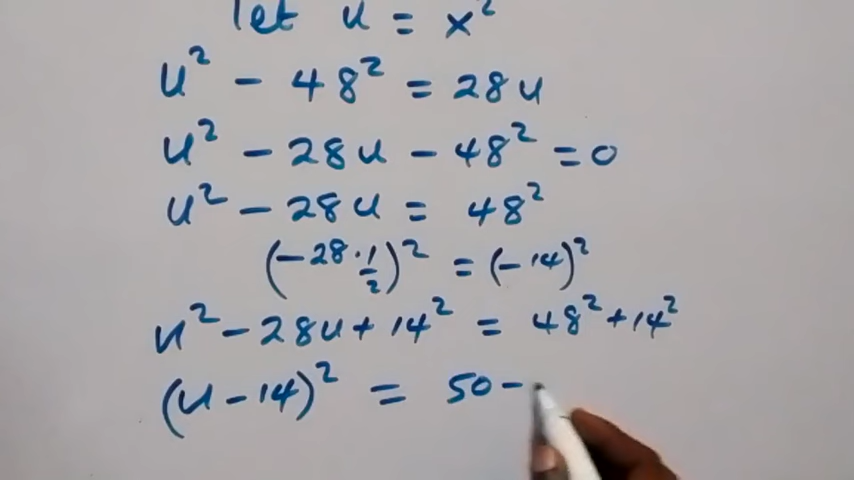 let u = x²
u² - 48² = 28u
u² - 28u - 48² = 0
u² - 28u = 48²
(-28·1/2)² = (-14)²
u² - 28u + 14² = 48² + 14²
(u - 14)² = 50 -